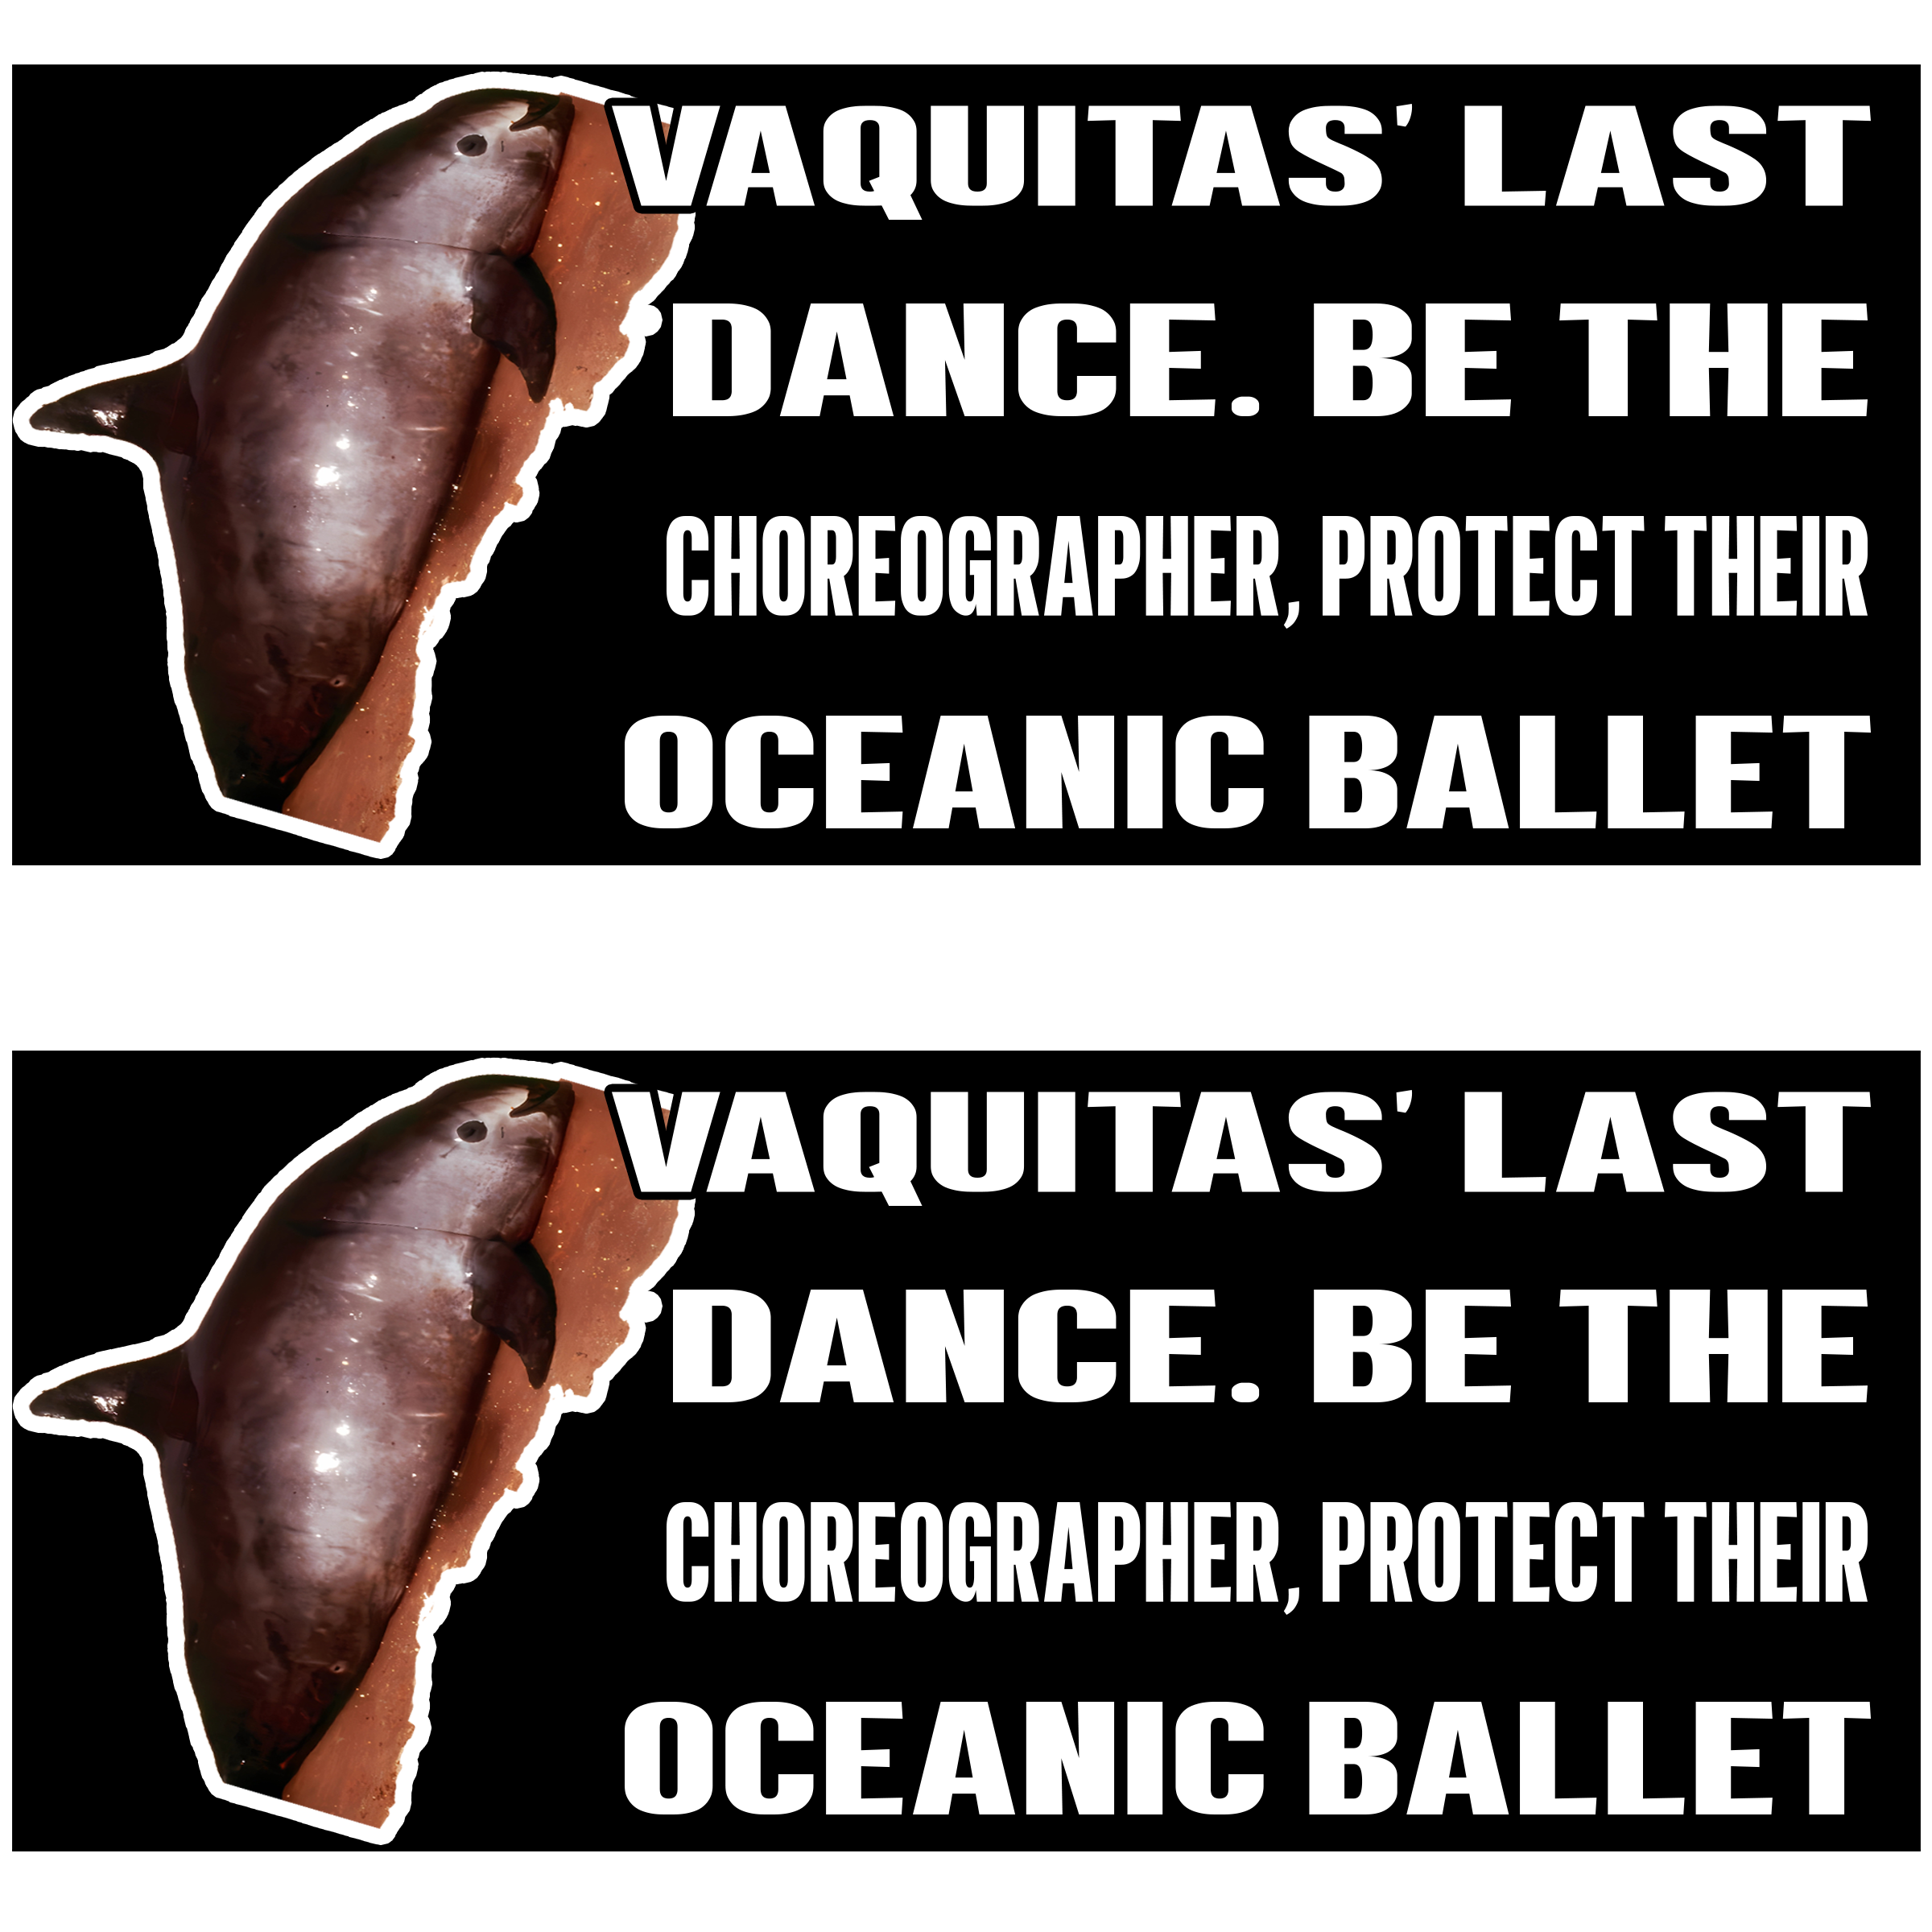 VAQUITAS' LAST
DANCE. BE THE
CHOREOGRAPHER, PROTECT THEIR
OCEANIC BALLET
VAQUITAS' LAST
DANCE. BE THE
CHOREOGRAPHER, PROTECT THEIR
OCEANIC BALLET